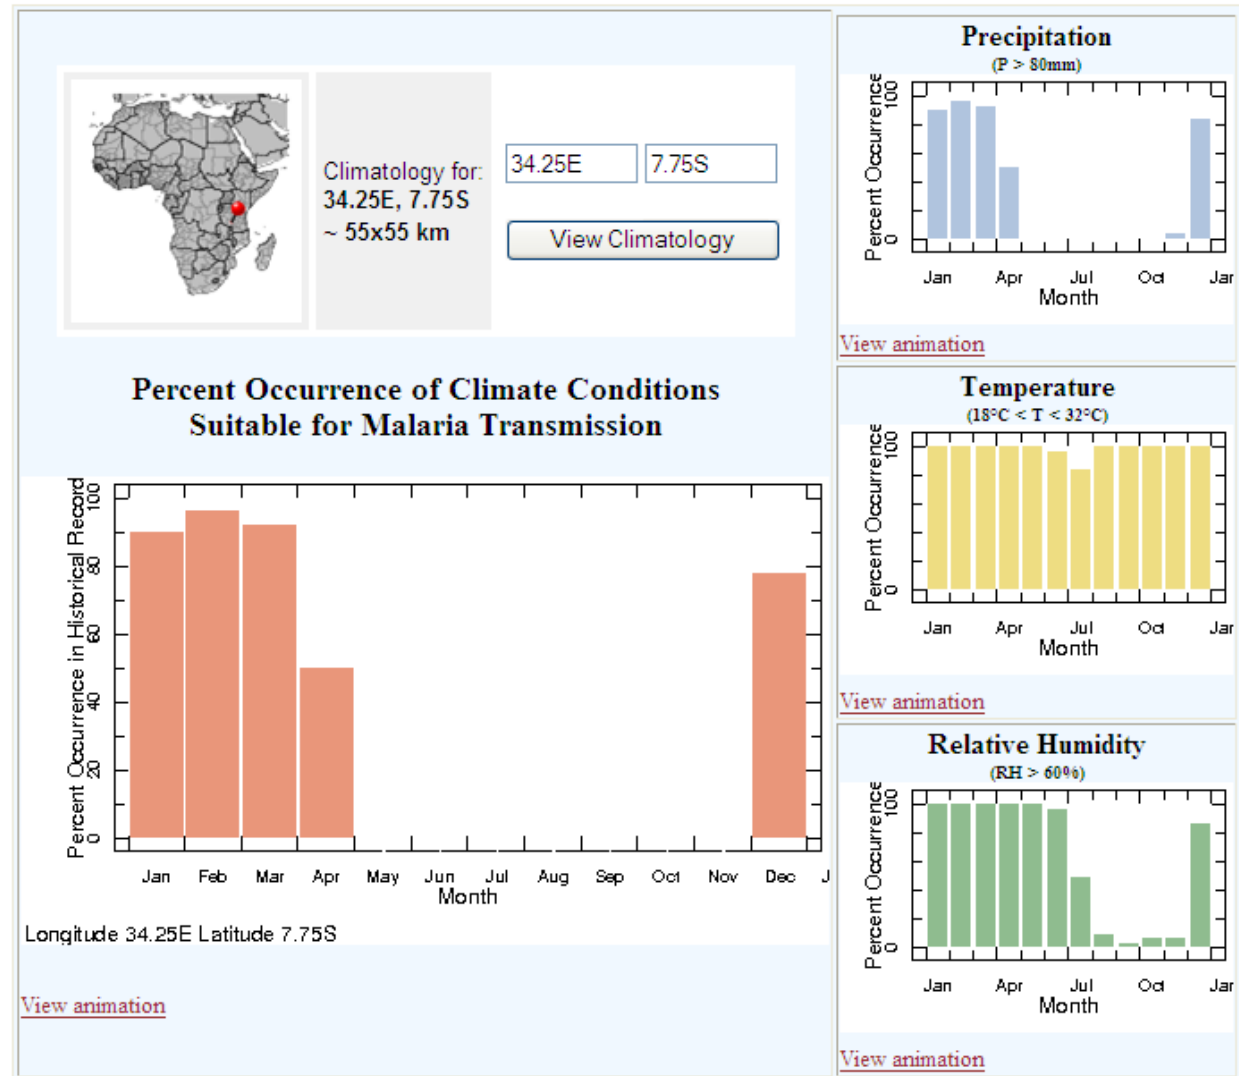 Climatology for:
34.25E, 7.75S
~ 55x55 km
34.25E
7.75S
View Climatology
Percent Occurrence of Climate Conditions
Suitable for Malaria Transmission
Percent Occurrence in Historical Record
100
80
60
40
20
0
Jan Feb Mar Apr May Jun Jul Aug Sep Oct Nov Dec J
Month
Longitude 34.25E Latitude 7.75S
View animation
Precipitation
(P > 80mm)
Percent Occurrence
100
0
Jan Apr Jul Oct Jan
Month
View animation
Temperature
(18°C < T < 32°C)
Percent Occurrence
100
0
Jan Apr Jul Oct Jan
Month
View animation
Relative Humidity
(RH > 60%)
Percent Occurrence
100
0
Jan Apr Jul Oct Jan
Month
View animation